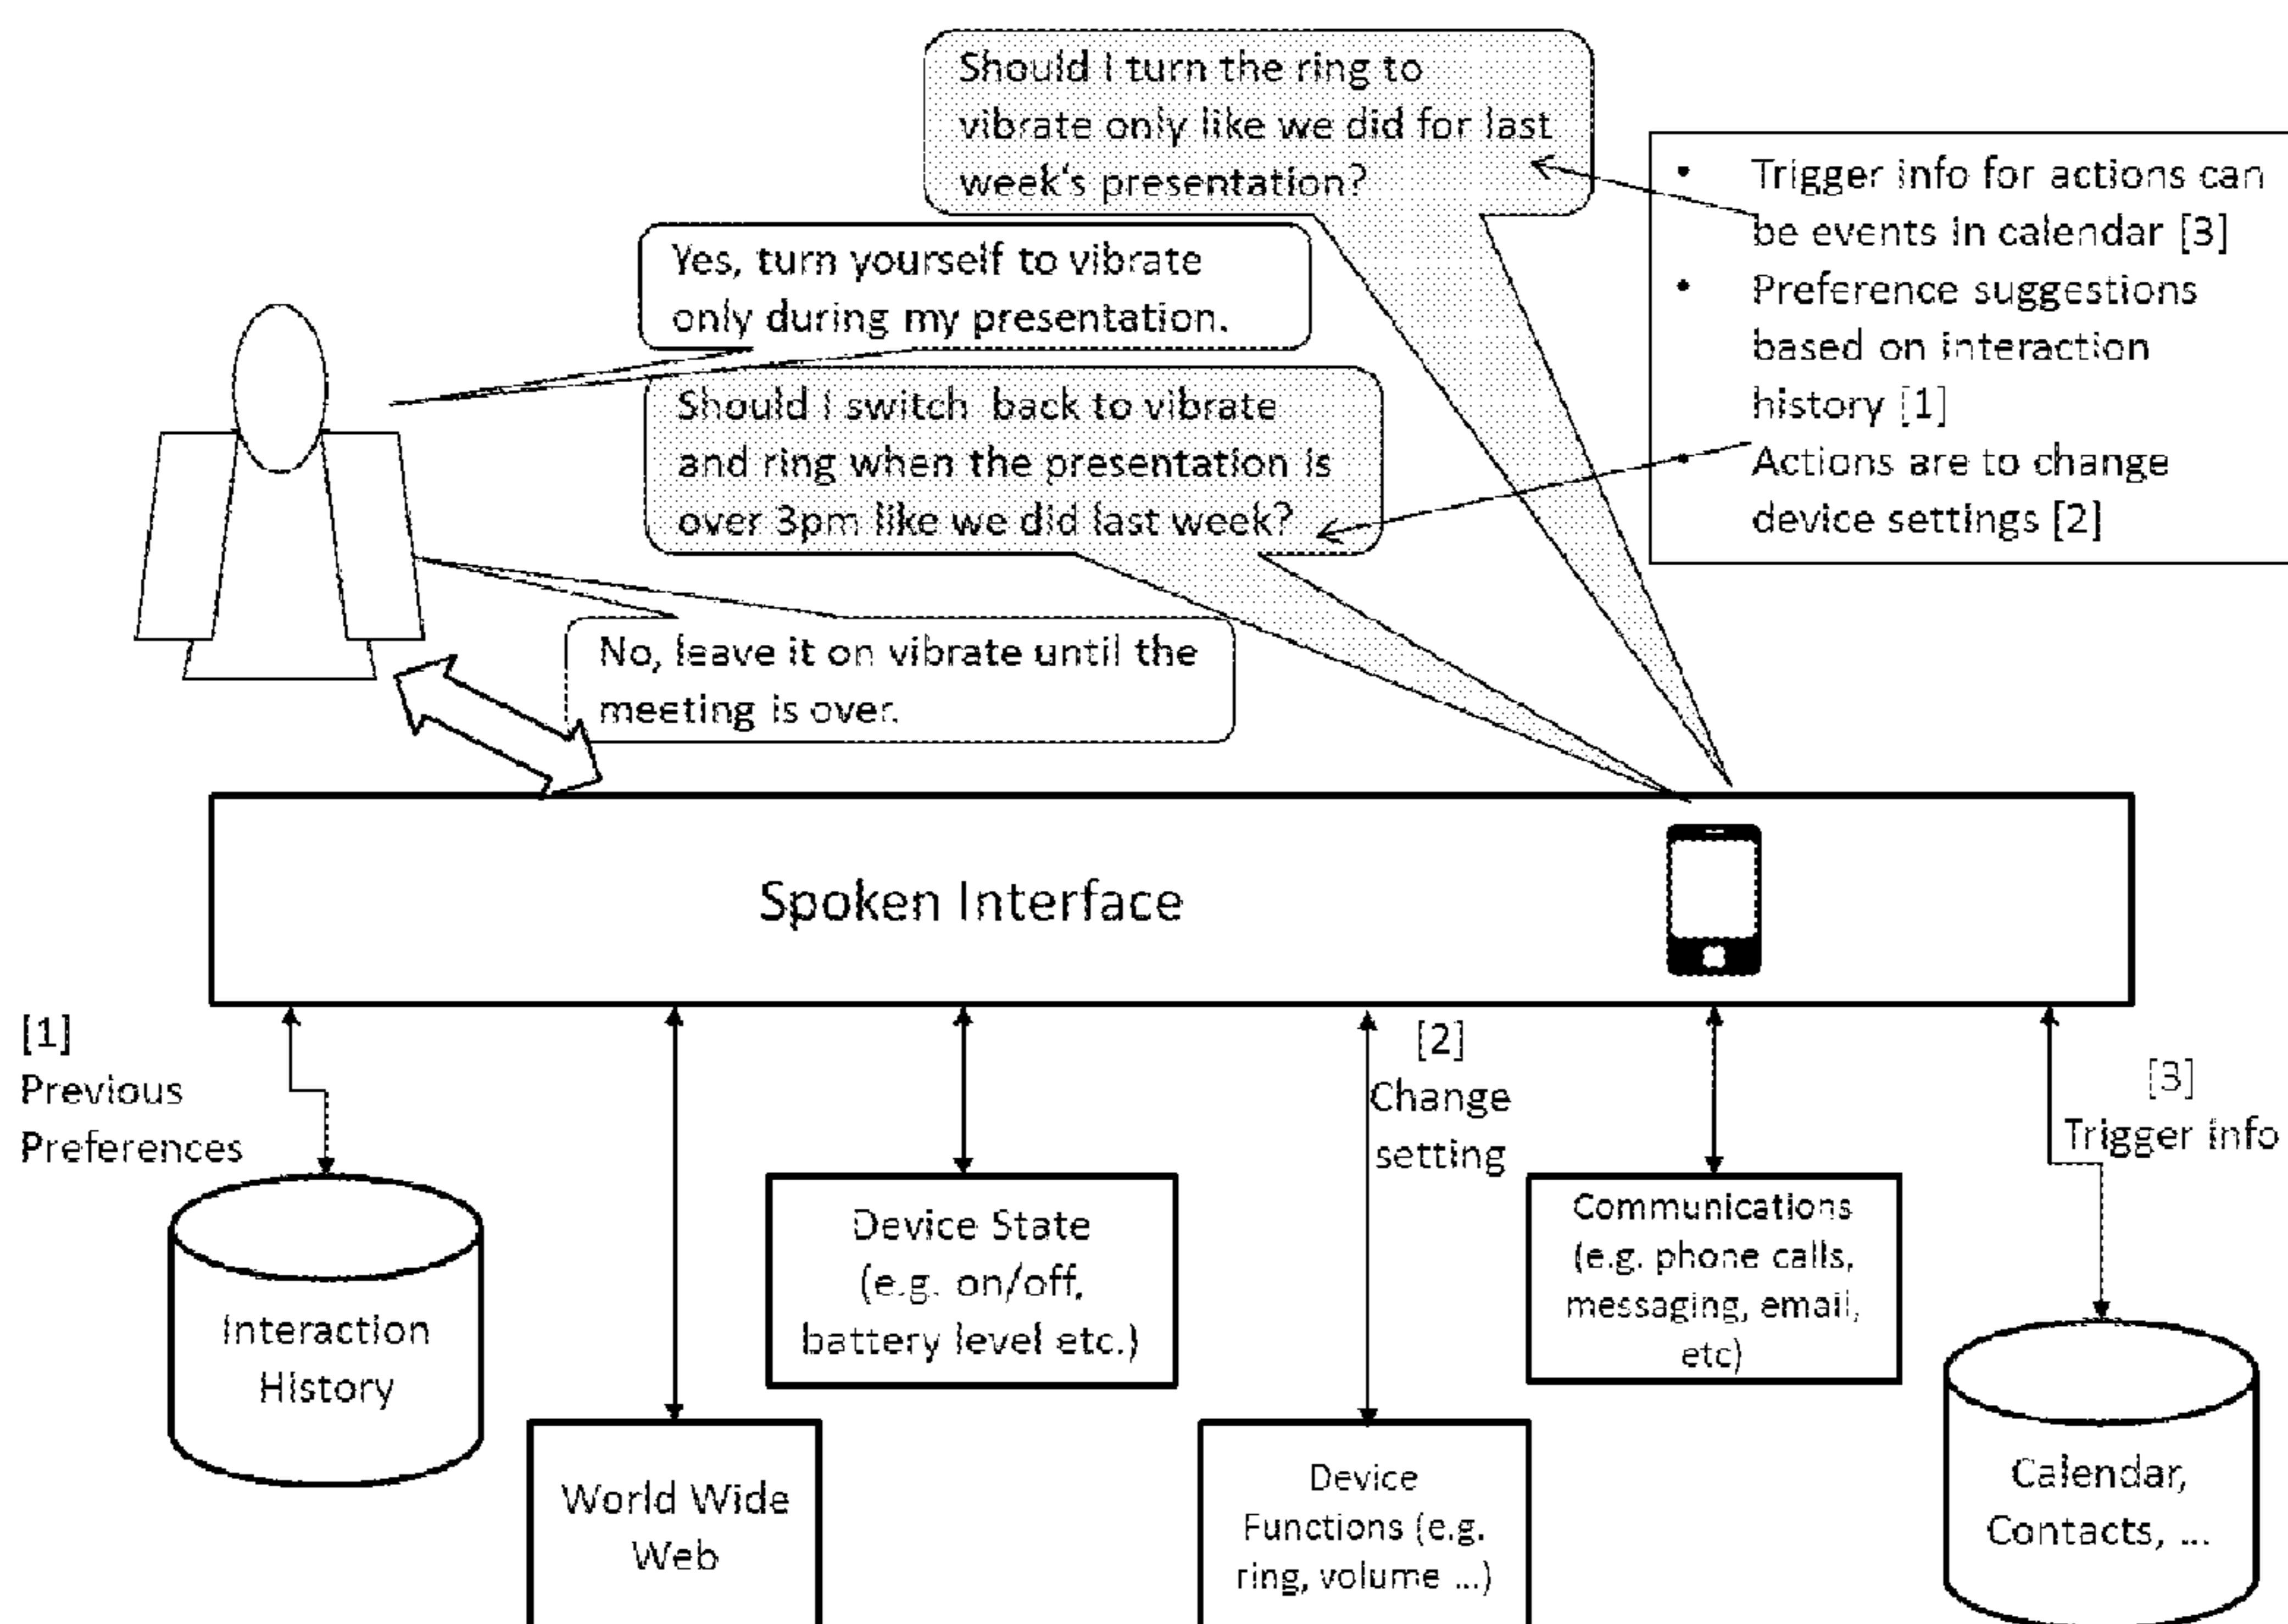 Should I turn the ring to
vibrate only like we did for last
week's presentation?
Yes, turn yourself to vibrate
only during my presentation.
Should I switch back to vibrate
and ring when the presentation is
over 3pm like we did last week?
No, leave it on vibrate until the
meeting is over.
• Trigger info for actions can
be events in calendar [3]
• Preference suggestions
based on interaction
history [1]
• Actions are to change
device settings [2]
Spoken Interface
[1]
Previous
Preferences
[2]
Change
setting
[3]
Trigger info
Interaction
History
World Wide
Web
Device State
(e.g. on/off,
battery level etc.)
Device
Functions (e.g.
ring, volume ...)
Communications
(e.g. phone calls,
messaging, email,
etc)
Calendar,
Contacts, ...